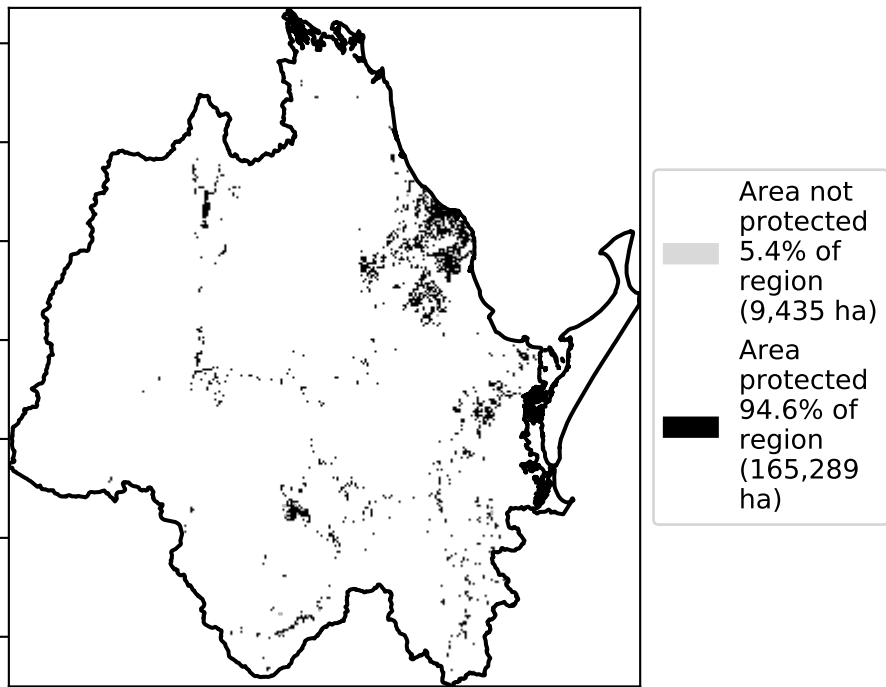 Area not
protected
5.4% of
region
(9,435 ha)
Area
protected
94.6% of
region
(165,289
ha)